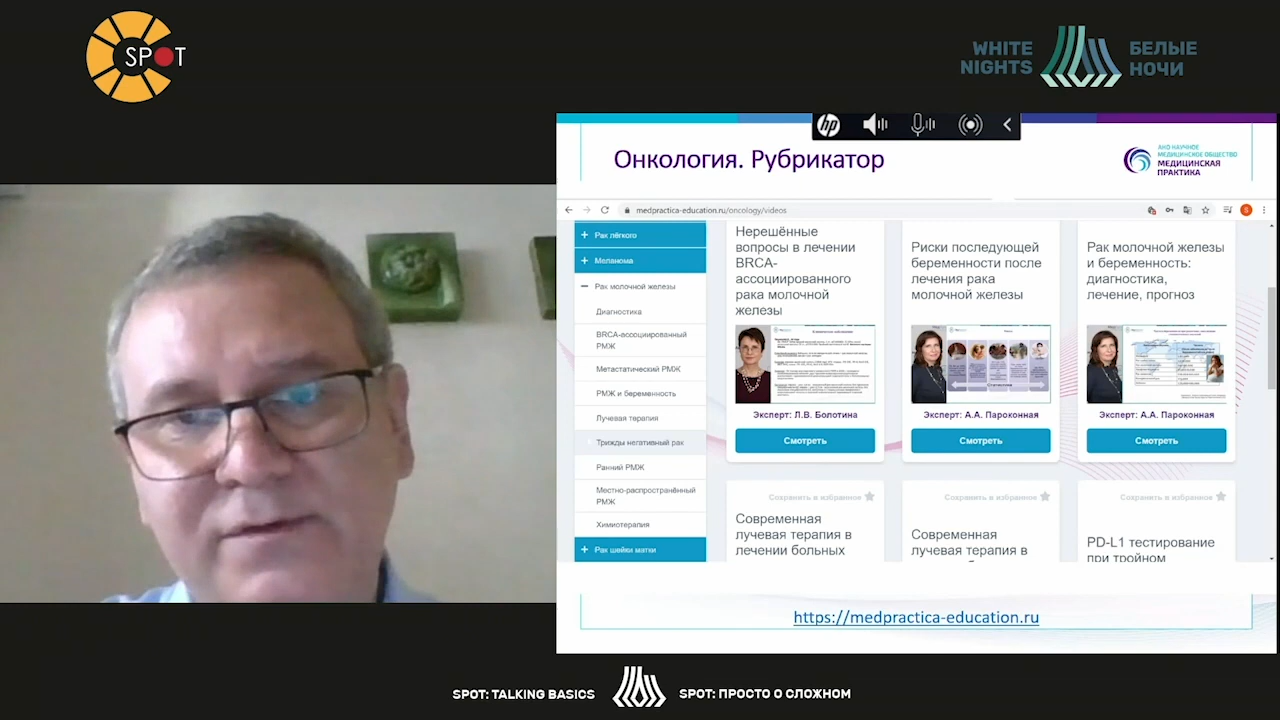 SPOT
WHITE
NIGHTS
БЕЛЫЕ
НОЧИ
hp
Онкология. Рубрикатор
АНО НАУЧНОЕ
МЕДИЦИНСКОЕ ОБЩЕСТВО
МЕДИЦИНСКАЯ
ПРАКТИКА
medpractica-education.ru/oncology/videos
S
+ Рак лёгкого
+ Меланома
− Рак молочной железы
Диагностика
BRCA-ассоциированный
РМЖ
Метастатический РМЖ
РМЖ и беременность
Лучевая терапия
Трижды негативный рак
Ранний РМЖ
Местно-распространённый
РМЖ
Химиотерапия
+ Рак шейки матки
Нерешённые
вопросы в лечении
BRCA-
ассоциированного
рака молочной
железы
Эксперт: Л.В. Болотина
Смотреть
Риски последующей
беременности после
лечения рака
молочной железы
Эксперт: А.А. Пароконная
Смотреть
Рак молочной железы
и беременность:
диагностика,
лечение, прогноз
Эксперт: А.А. Пароконная
Смотреть
Сохранить в избранное
Современная
лучевая терапия в
лечении больных
Сохранить в избранное
Современная
лучевая терапия в
Сохранить в избранное
PD-L1 тестирование
при тройном
https://medpractica-education.ru
SPOT: TALKING BASICS
SPOT: ПРОСТО О СЛОЖНОМ